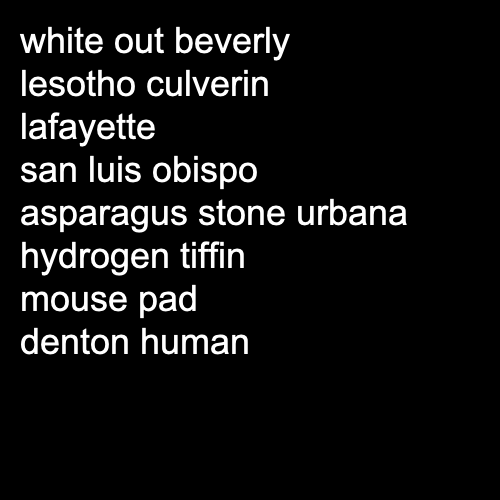 white out beverly
lesotho culverin
lafayette
san luis obispo
asparagus stone urbana
hydrogen tiffin
mouse pad
denton human